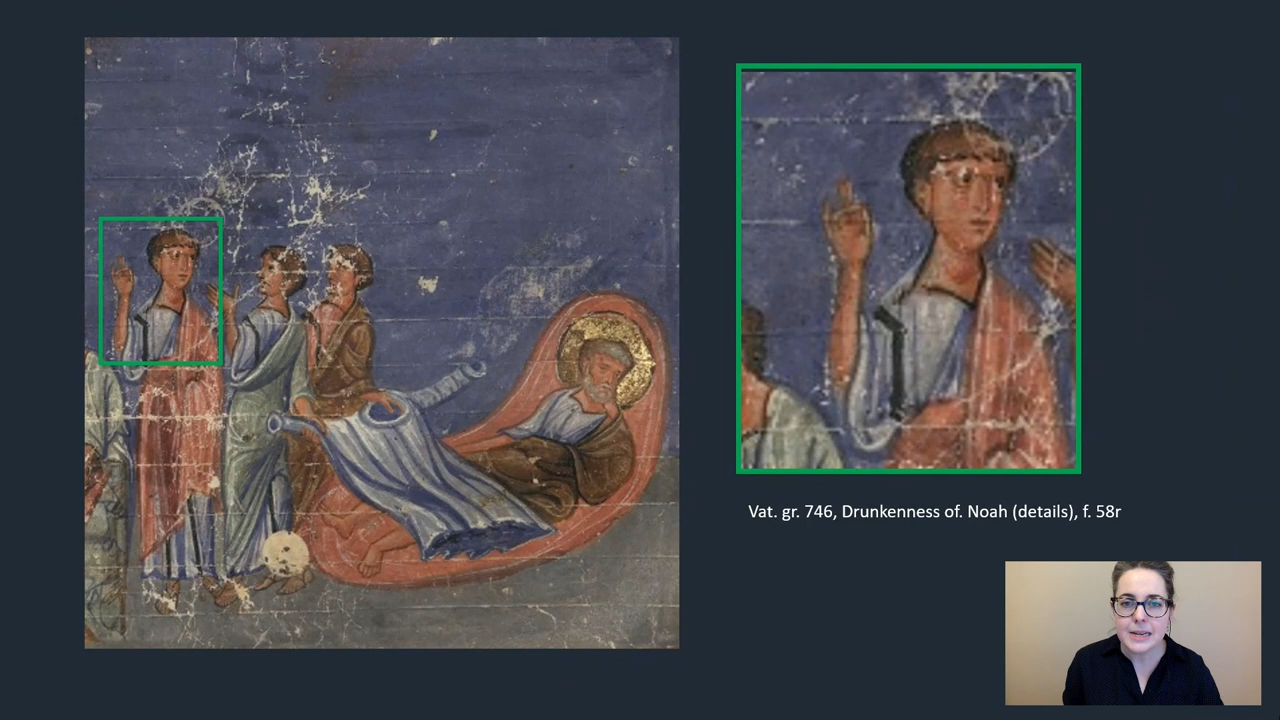 Vat. gr. 746, Drunkenness of. Noah (details), f. 58r